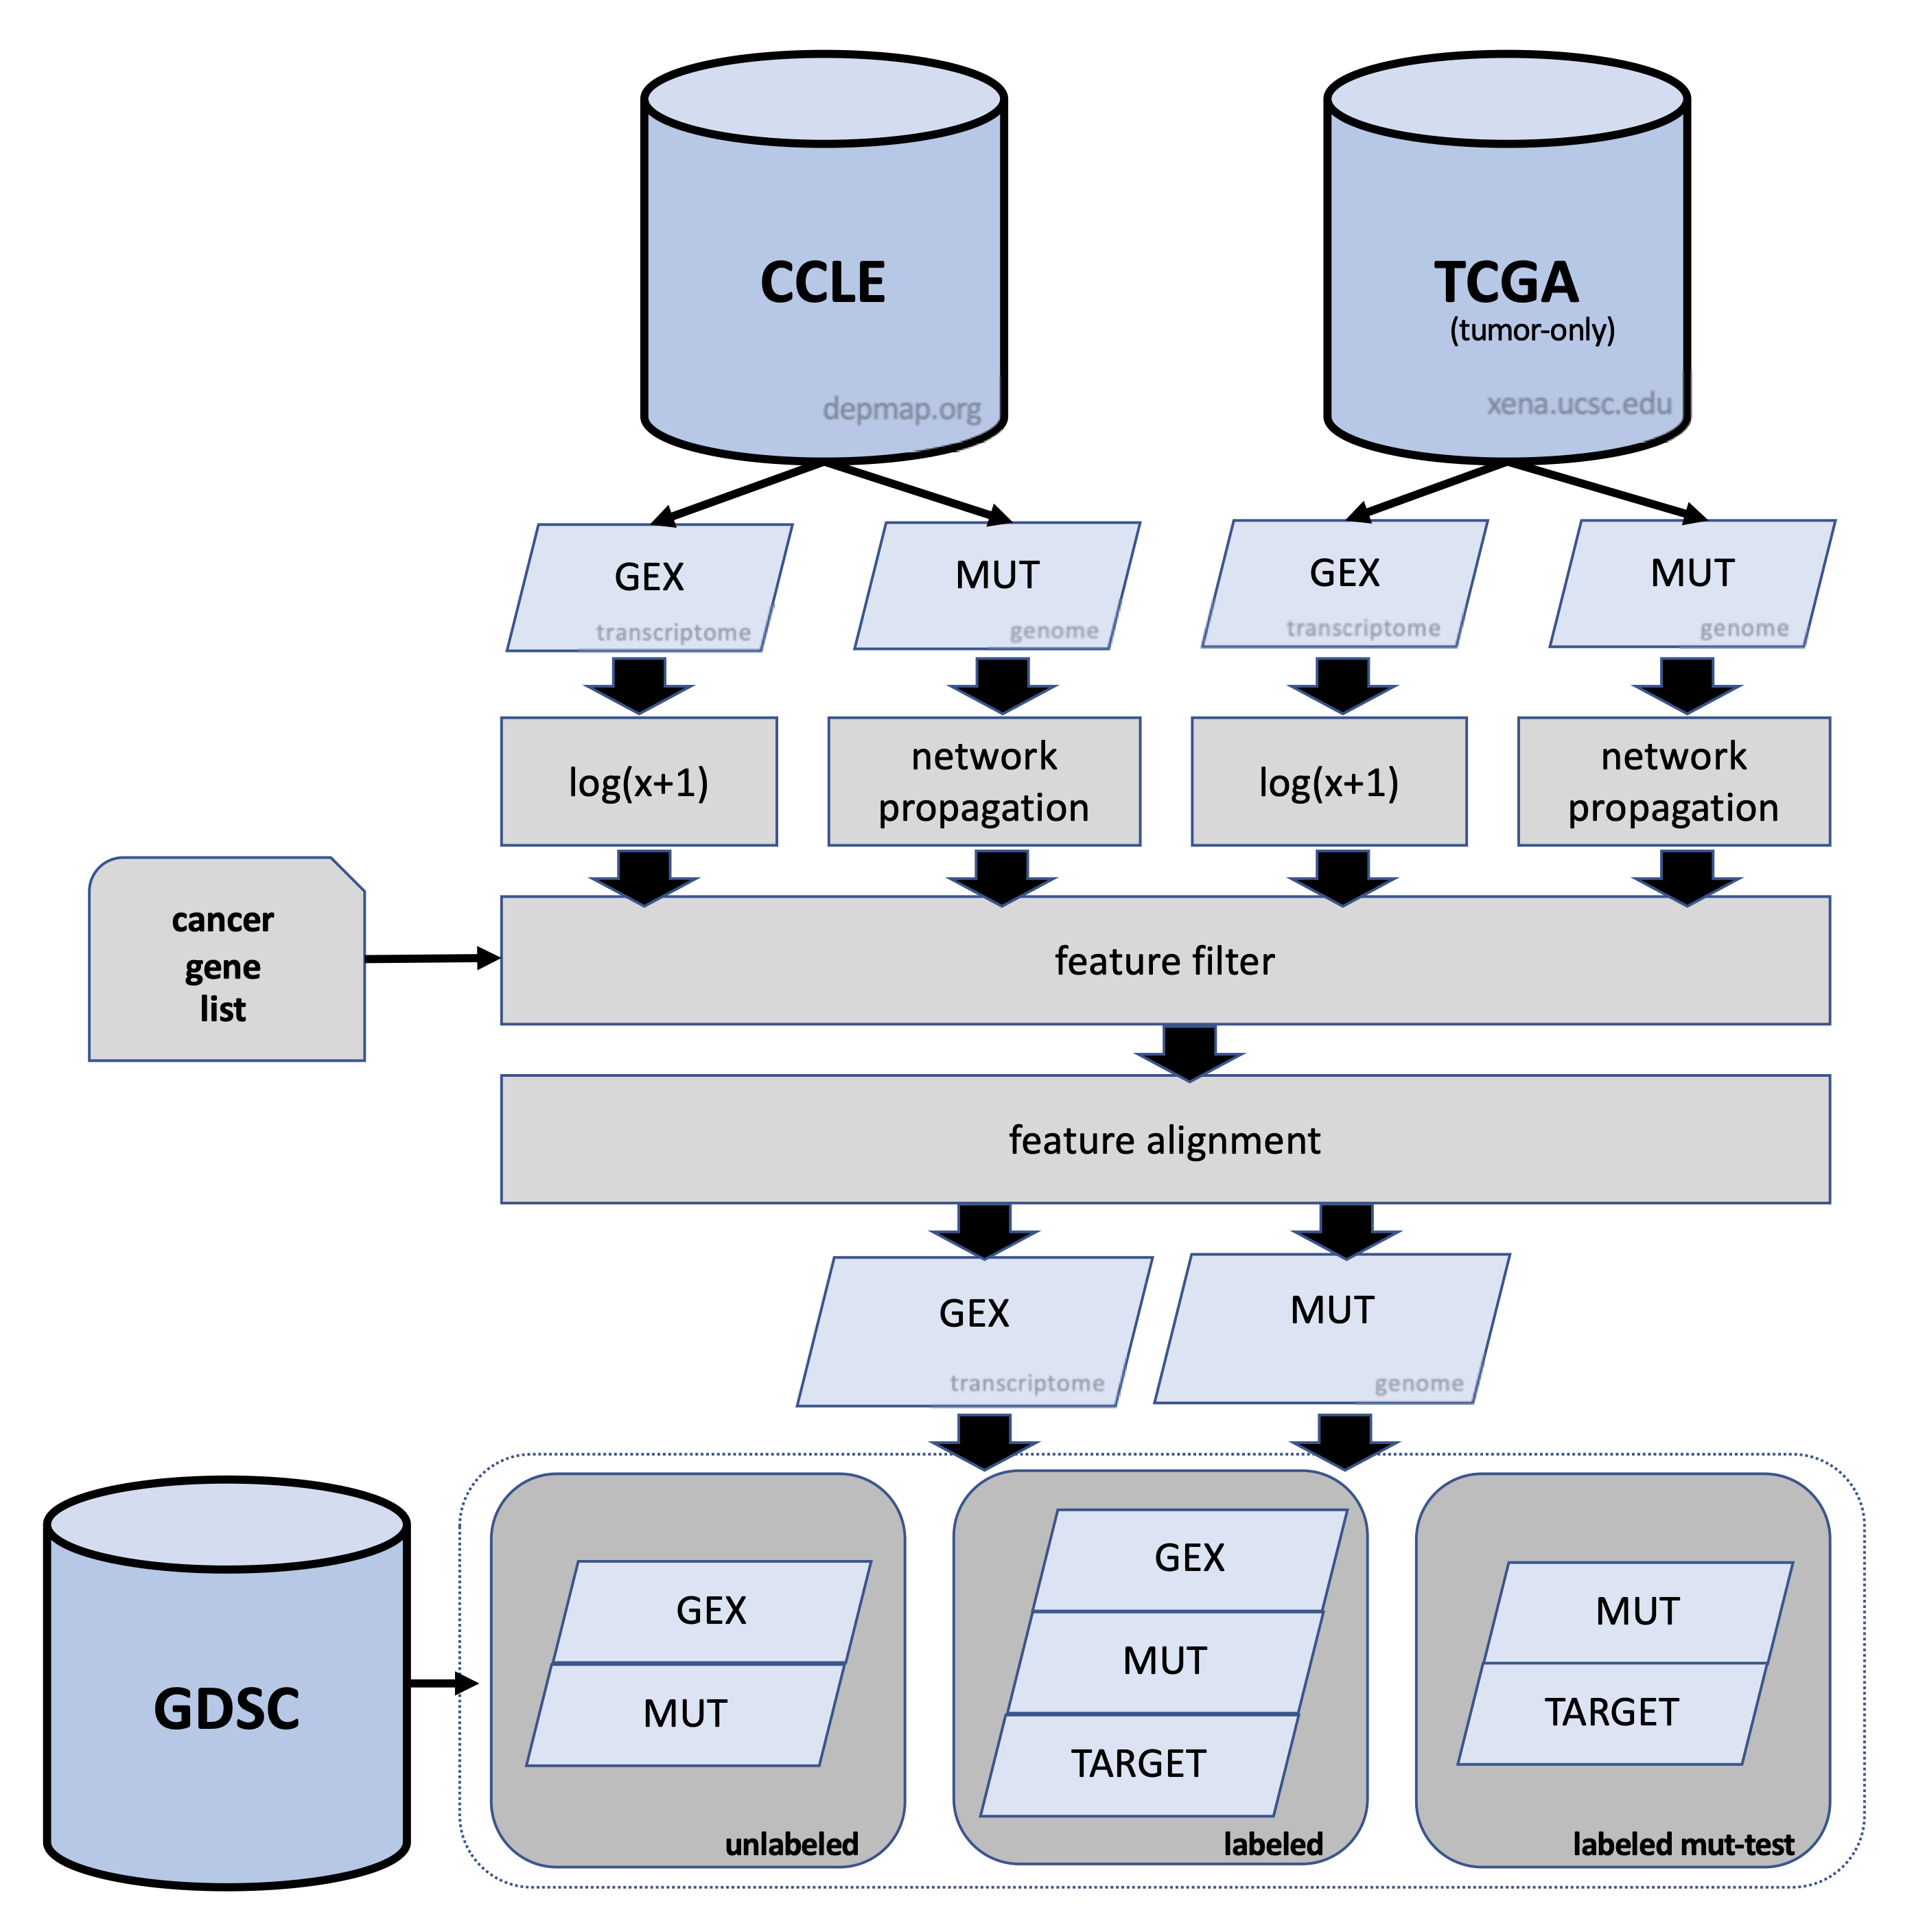 CCLE
depmap.org
TCGA
(tumor-only)
xena.ucsc.edu
GEX
transcriptome
MUT
genome
GEX
transcriptome
MUT
genome
log(x+1)
network
propagation
log(x+1)
network
propagation
cancer
gene
list
feature filter
feature alignment
GEX
transcriptome
MUT
genome
GDSC
GEX
MUT
unlabeled
GEX
MUT
TARGET
labeled
MUT
TARGET
labeled mut-test